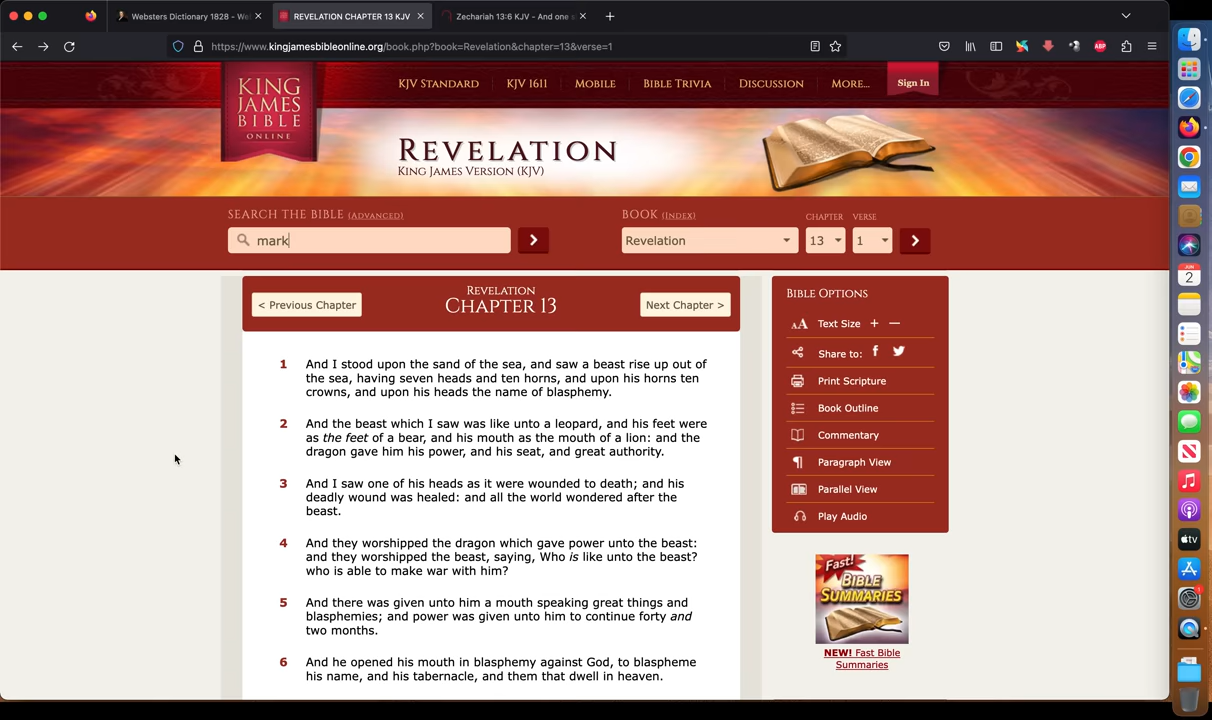 Websters Dictionary 1828 - We
REVELATION CHAPTER 13 KJV
Zechariah 13:6 KJV - And one s
https://www.kingjamesbibleonline.org/book.php?book=Revelation&chapter=13&verse=1
ABP
KING
JAMES
BIBLE
ONLINE
KJV STANDARD
KJV 1611
MOBILE
BIBLE TRIVIA
DISCUSSION
MORE...
Sign In
REVELATION
KING JAMES VERSION (KJV)
SEARCH THE BIBLE (ADVANCED)
BOOK (INDEX)
CHAPTER
VERSE
mark
Revelation
13
1
< Previous Chapter
REVELATION
CHAPTER 13
Next Chapter >
1 And I stood upon the sand of the sea, and saw a beast rise up out of
the sea, having seven heads and ten horns, and upon his horns ten
crowns, and upon his heads the name of blasphemy.
2 And the beast which I saw was like unto a leopard, and his feet were
as the feet of a bear, and his mouth as the mouth of a lion: and the
dragon gave him his power, and his seat, and great authority.
3 And I saw one of his heads as it were wounded to death; and his
deadly wound was healed: and all the world wondered after the
beast.
4 And they worshipped the dragon which gave power unto the beast:
and they worshipped the beast, saying, Who is like unto the beast?
who is able to make war with him?
5 And there was given unto him a mouth speaking great things and
blasphemies; and power was given unto him to continue forty and
two months.
6 And he opened his mouth in blasphemy against God, to blaspheme
his name, and his tabernacle, and them that dwell in heaven.
BIBLE OPTIONS
AA Text Size + −
Share to:
Print Scripture
Book Outline
Commentary
Paragraph View
Parallel View
Play Audio
Fast!
BIBLE
SUMMARIES
NEW! Fast Bible
Summaries
JUN
2
tv
1